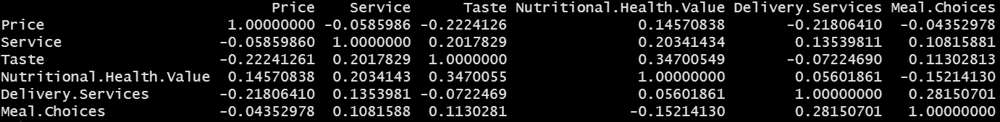 Price Service Taste Nutritional.Health.Value Delivery.Services Meal.Choices
Price 1.00000000 -0.0585986 -0.2224126 0.14570838 -0.21806410 -0.04352978
Service -0.05859860 1.0000000 0.2017829 0.20341434 0.13539811 0.10815881
Taste -0.22241261 0.2017829 1.0000000 0.34700549 -0.07224690 0.11302813
Nutritional.Health.Value 0.14570838 0.2034143 0.3470055 1.00000000 0.05601861 -0.15214130
Delivery.Services -0.21806410 0.1353981 -0.0722469 0.05601861 1.00000000 0.28150701
Meal.Choices -0.04352978 0.1081588 0.1130281 -0.15214130 0.28150701 1.00000000